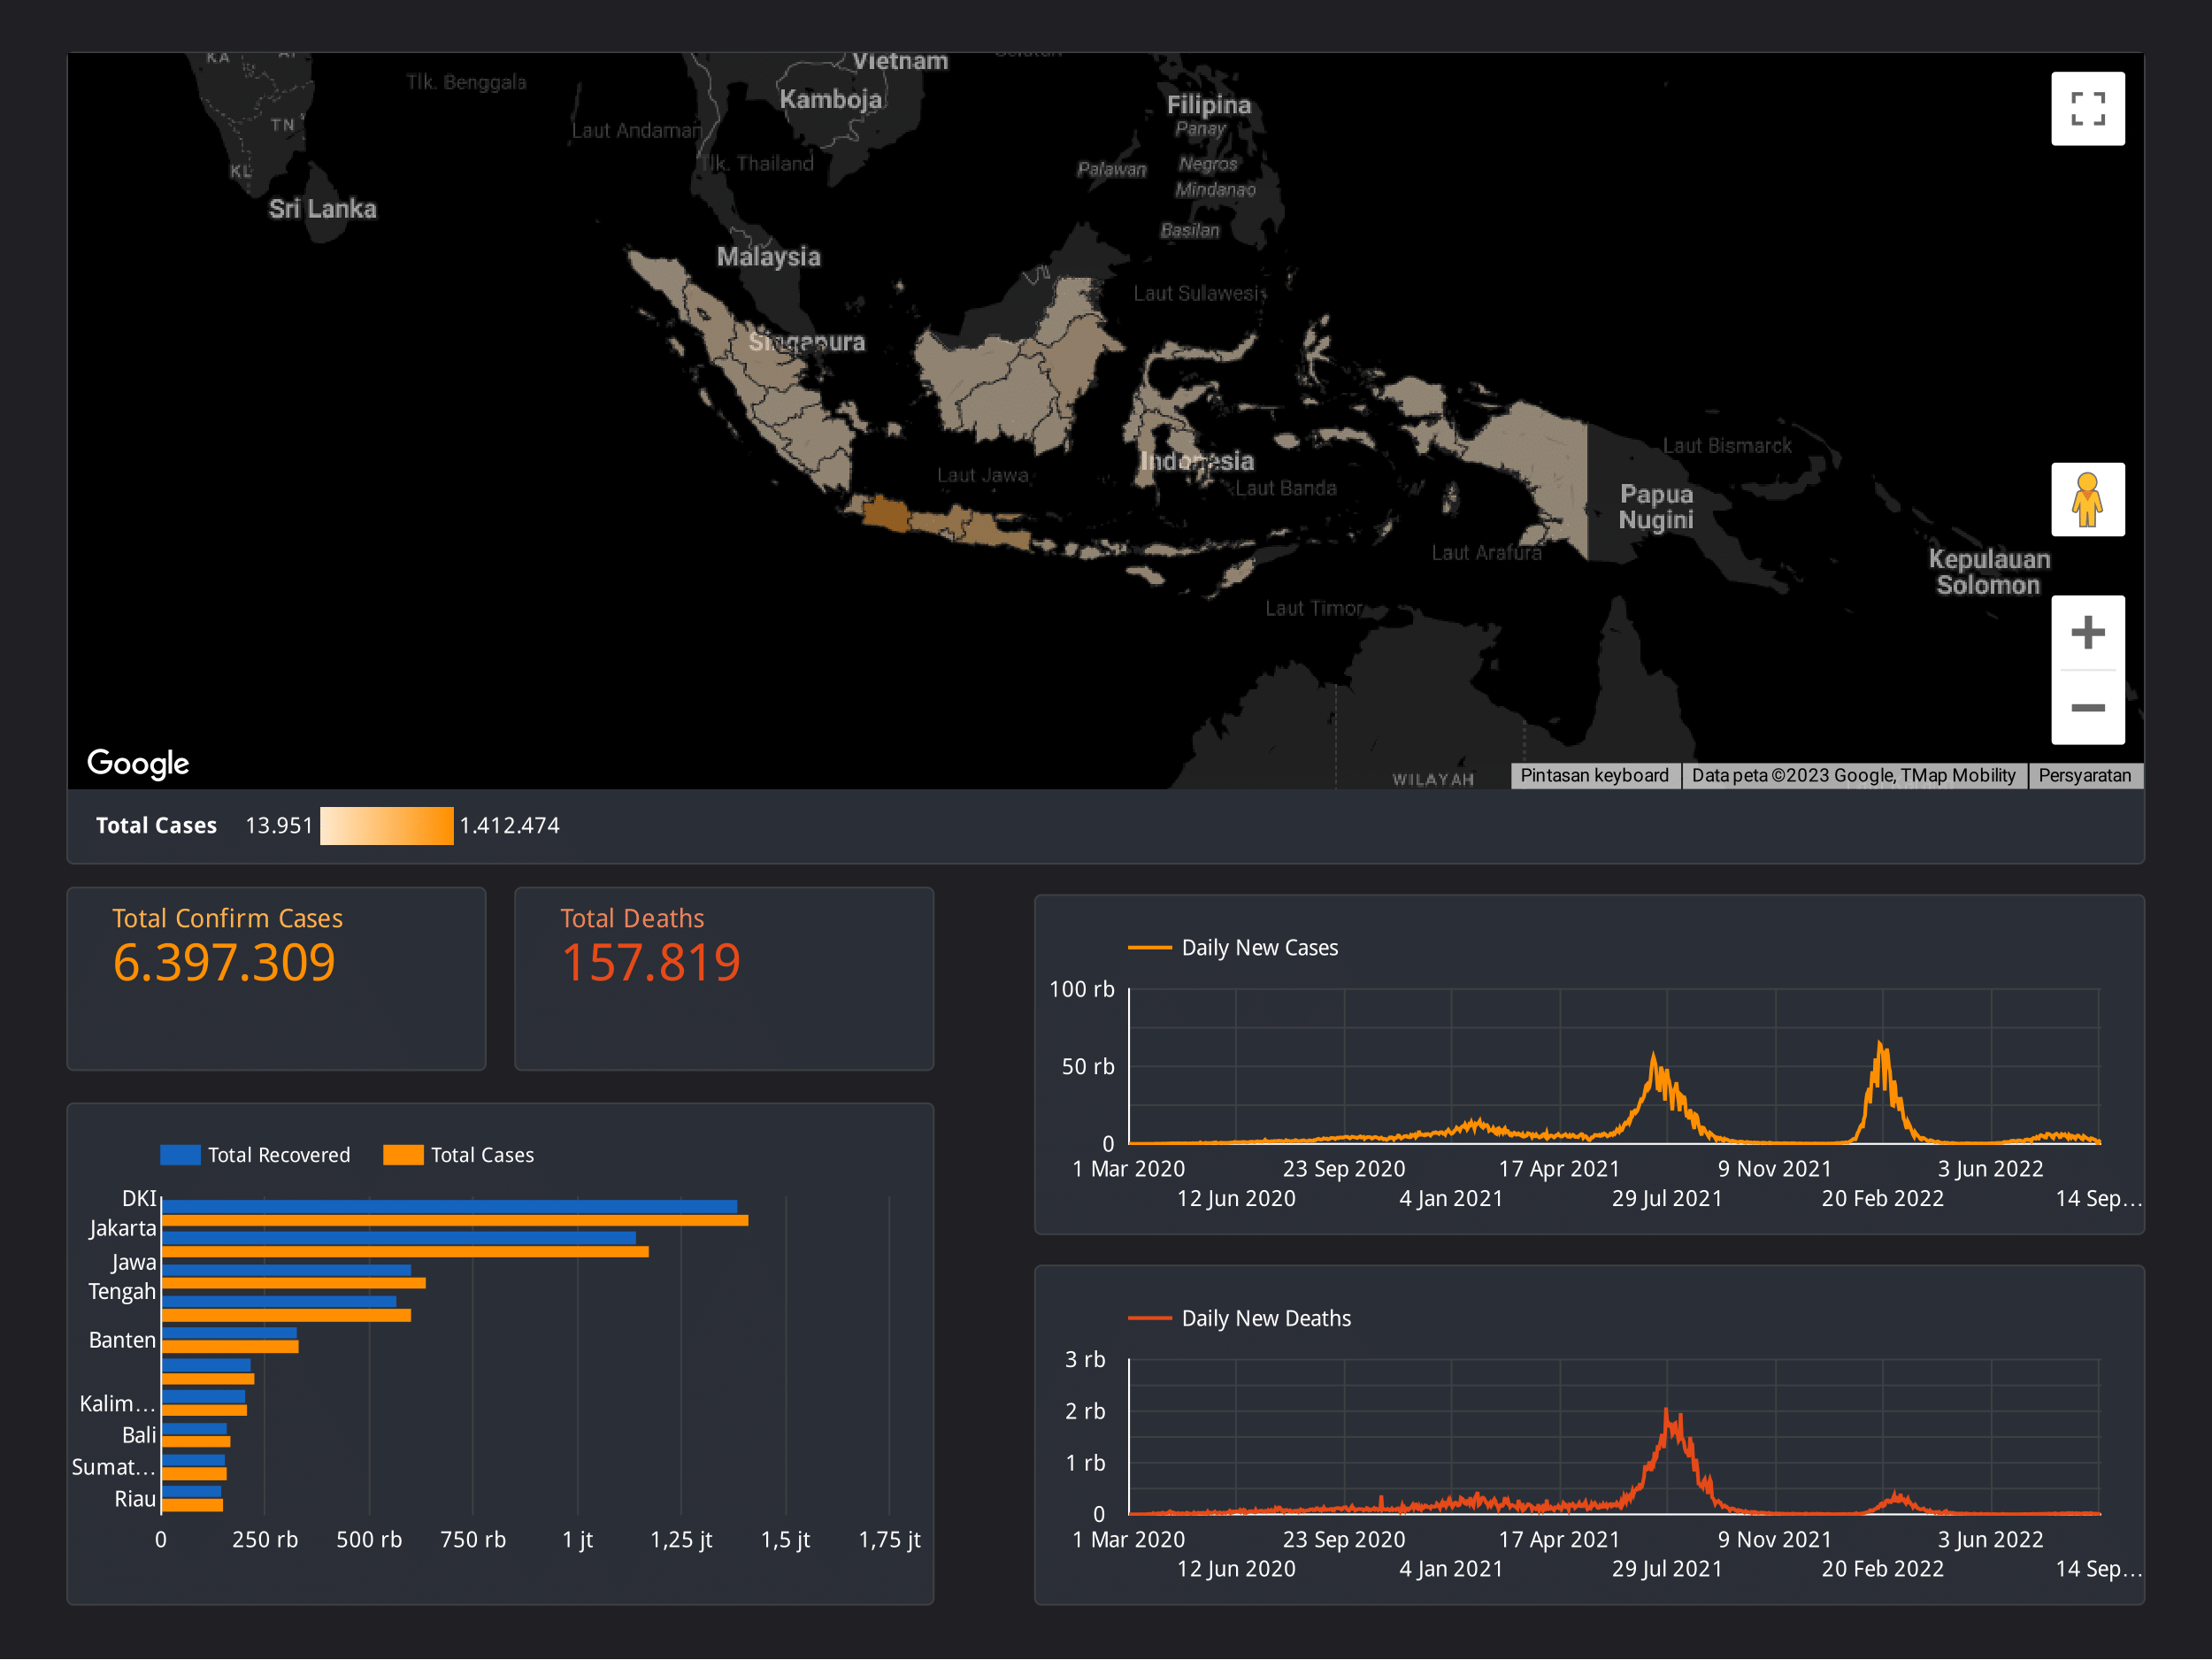 KA
Vietnam
Tlk. Benggala
Kamboja
Filipina
TN
Laut Andaman
Panay
KL
Tlk. Thailand
Palawan
Negros
Mindanao
Sri Lanka
Basilan
Malaysia
Laut Sulawesi
Singapura
Laut Bismarck
Indonesia
Laut Jawa
Laut Banda
Papua
Nugini
Laut Arafura
Kepulauan
Solomon
Laut Timor
WILAYAH
Google
Pintasan keyboard
Data peta ©2023 Google, TMap Mobility
Persyaratan
Total Cases 13.951 1.412.474
Total Confirm Cases
6.397.309
Total Deaths
157.819
Daily New Cases
100 rb
50 rb
0
1 Mar 2020 23 Sep 2020 17 Apr 2021 9 Nov 2021 3 Jun 2022
12 Jun 2020 4 Jan 2021 29 Jul 2021 20 Feb 2022 14 Sep...
Total Recovered Total Cases
DKI
Jakarta
Jawa
Tengah
Banten
Kalim...
Bali
Sumat...
Riau
0 250 rb 500 rb 750 rb 1 jt 1,25 jt 1,5 jt 1,75 jt
Daily New Deaths
3 rb
2 rb
1 rb
0
1 Mar 2020 23 Sep 2020 17 Apr 2021 9 Nov 2021 3 Jun 2022
12 Jun 2020 4 Jan 2021 29 Jul 2021 20 Feb 2022 14 Sep...